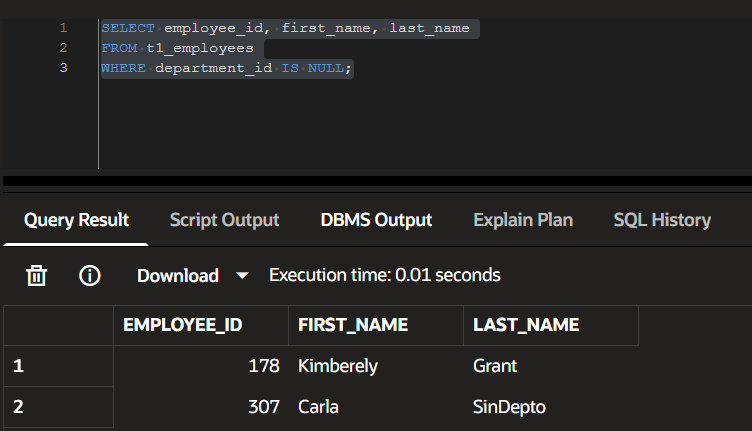 1 SELECT employee_id, first_name, last_name
2 FROM t1_employees
3 WHERE department_id IS NULL;
Query Result Script Output DBMS Output Explain Plan SQL History
Download Execution time: 0.01 seconds
EMPLOYEE_ID FIRST_NAME LAST_NAME
1 178 Kimberely Grant
2 307 Carla SinDepto